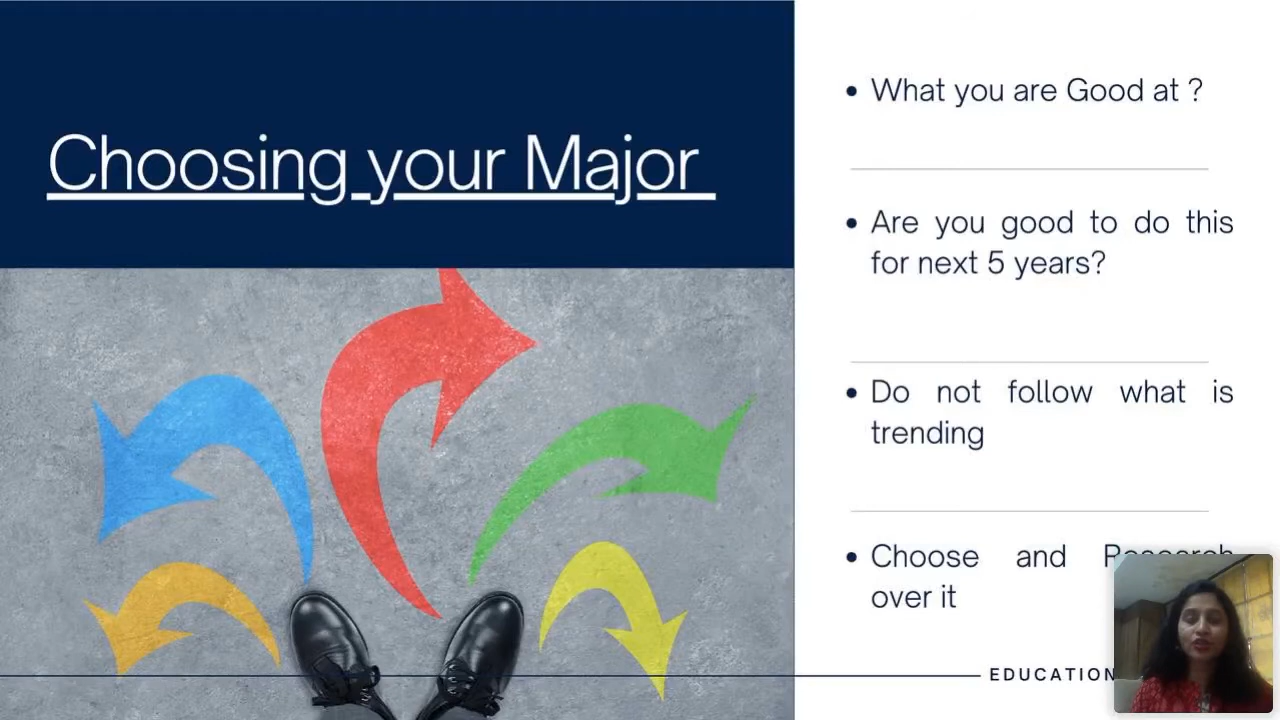 Choosing your Major
• What you are Good at ?
• Are you good to do this
for next 5 years?
• Do not follow what is
trending
• Choose and Research
over it
EDUCATION